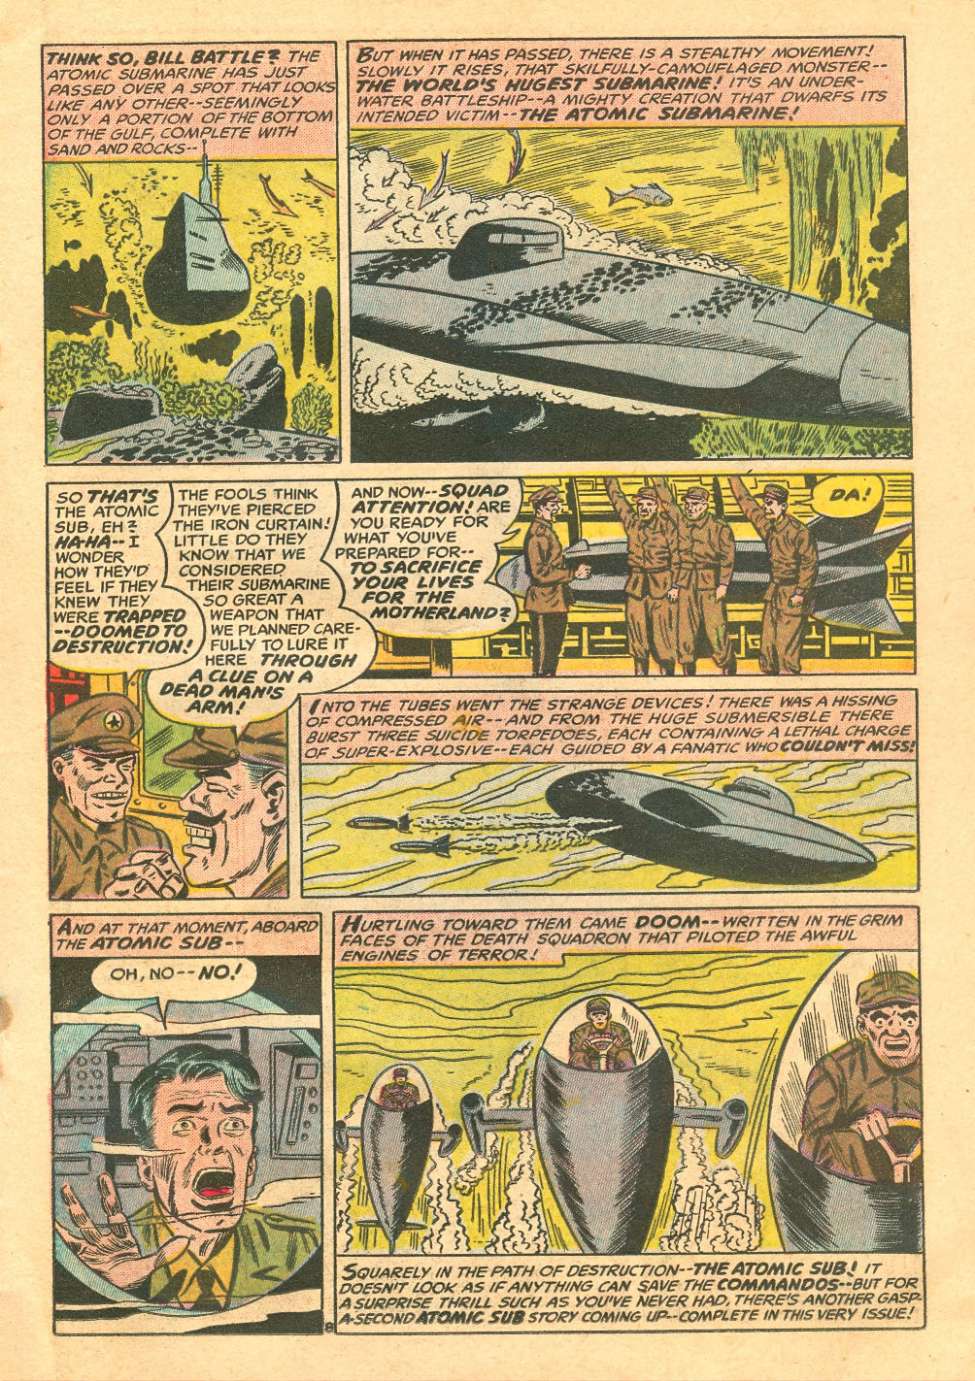 THINK SO, BILL BATTLE? THE
ATOMIC SUBMARINE HAS JUST
PASSED OVER A SPOT THAT LOOKS
LIKE ANY OTHER--SEEMINGLY
ONLY A PORTION OF THE BOTTOM
OF THE GULF, COMPLETE WITH
SAND AND ROCKS--
BUT WHEN IT HAS PASSED, THERE IS A STEALTHY MOVEMENT!
SLOWLY IT RISES, THAT SKILFULLY-CAMOUFLAGED MONSTER--
THE WORLD'S HUGEST SUBMARINE! IT'S AN UNDER-
WATER BATTLESHIP--A MIGHTY CREATION THAT DWARFS ITS
INTENDED VICTIM--THE ATOMIC SUBMARINE!
SO THAT'S
THE ATOMIC
SUB, EH?
HA-HA--I
WONDER
HOW THEY'D
FEEL IF THEY
KNEW THEY
WERE TRAPPED
--DOOMED TO
DESTRUCTION!
THE FOOLS THINK
THEY'VE PIERCED
THE IRON CURTAIN!
LITTLE DO THEY
KNOW THAT WE
CONSIDERED
THEIR SUBMARINE
SO GREAT A
WEAPON THAT
WE PLANNED CARE-
FULLY TO LURE IT
HERE THROUGH
A CLUE ON A
DEAD MAN'S
ARM!
AND NOW--SQUAD
ATTENTION! ARE
YOU READY FOR
WHAT YOU'VE
PREPARED FOR--
TO SACRIFICE
YOUR LIVES
FOR THE
MOTHERLAND?
DA!
INTO THE TUBES WENT THE STRANGE DEVICES! THERE WAS A HISSING
OF COMPRESSED AIR--AND FROM THE HUGE SUBMERSIBLE THERE
BURST THREE SUICIDE TORPEDOES, EACH CONTAINING A LETHAL CHARGE
OF SUPER-EXPLOSIVE--EACH GUIDED BY A FANATIC WHO COULDN'T MISS!
AND AT THAT MOMENT, ABOARD
THE ATOMIC SUB--
OH, NO--NO!
HURTLING TOWARD THEM CAME DOOM--WRITTEN IN THE GRIM
FACES OF THE DEATH SQUADRON THAT PILOTED THE AWFUL
ENGINES OF TERROR!
SQUARELY IN THE PATH OF DESTRUCTION--THE ATOMIC SUB! IT
DOESN'T LOOK AS IF ANYTHING CAN SAVE THE COMMANDOS--BUT FOR
A SURPRISE THRILL SUCH AS YOU'VE NEVER HAD, THERE'S ANOTHER GASP-
A-SECOND ATOMIC SUB STORY COMING UP--COMPLETE IN THIS VERY ISSUE!
8